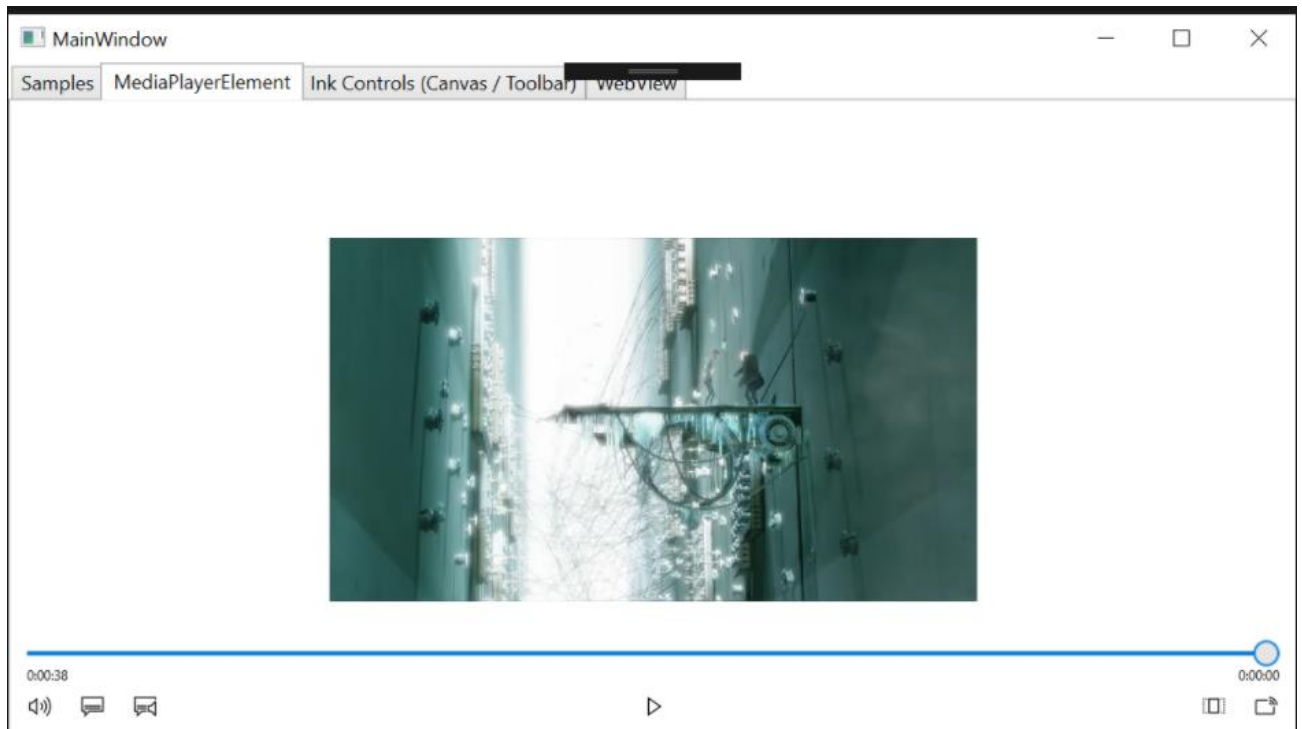 MainWindow
Samples MediaPlayerElement Ink Controls (Canvas / Toolbar) WebView
0:00:38 0:00:00